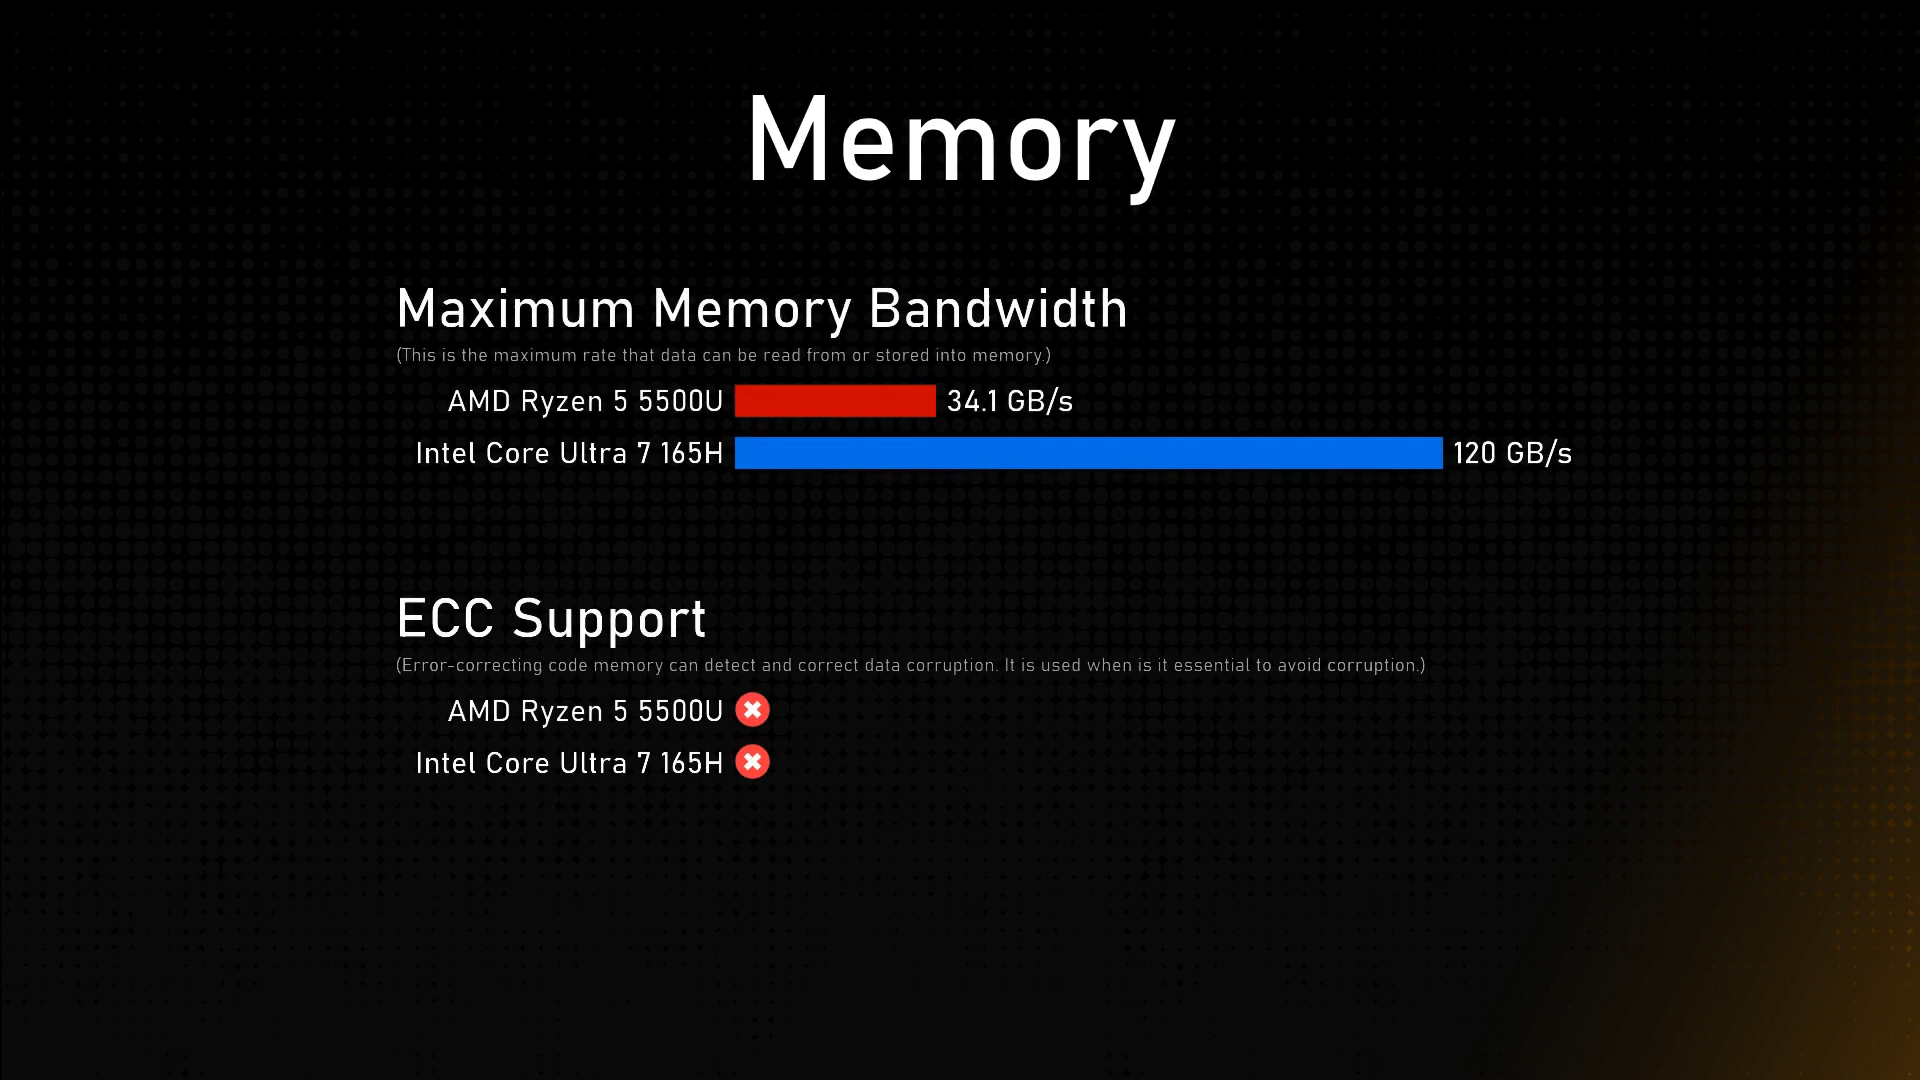 Memory
Maximum Memory Bandwidth
(This is the maximum rate that data can be read from or stored into memory.)
AMD Ryzen 5 5500U 34.1 GB/s
Intel Core Ultra 7 165H 120 GB/s
ECC Support
(Error-correcting code memory can detect and correct data corruption. It is used when is it essential to avoid corruption.)
AMD Ryzen 5 5500U
Intel Core Ultra 7 165H